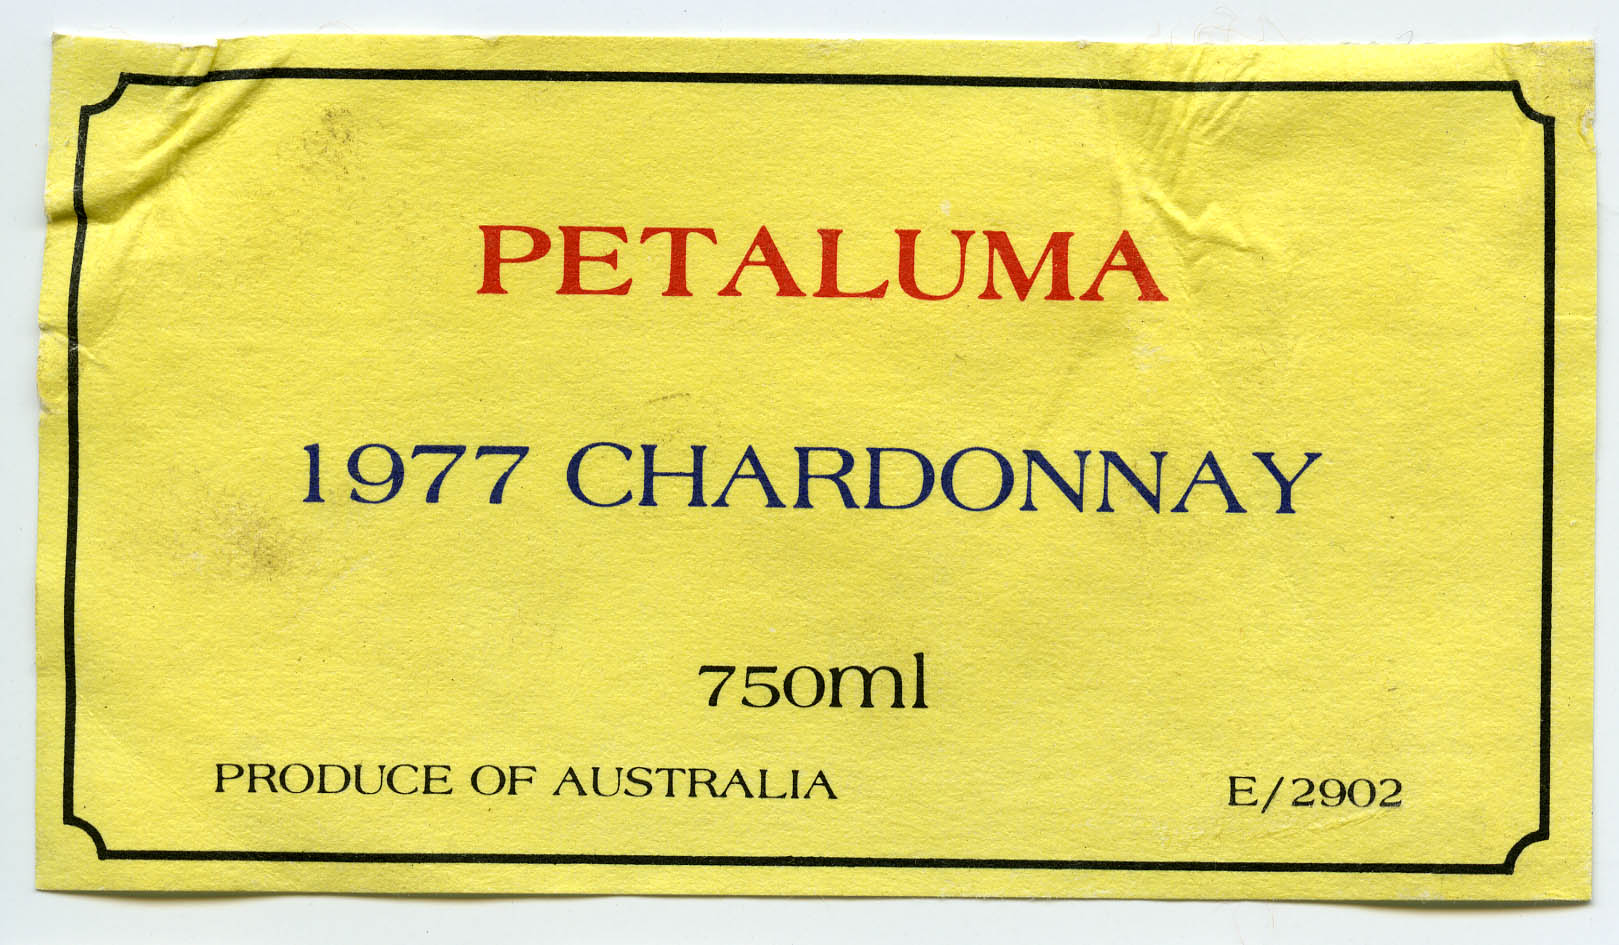 PETALUMA
1977 CHARDONNAY
750ml
PRODUCE OF AUSTRALIA
E/2902